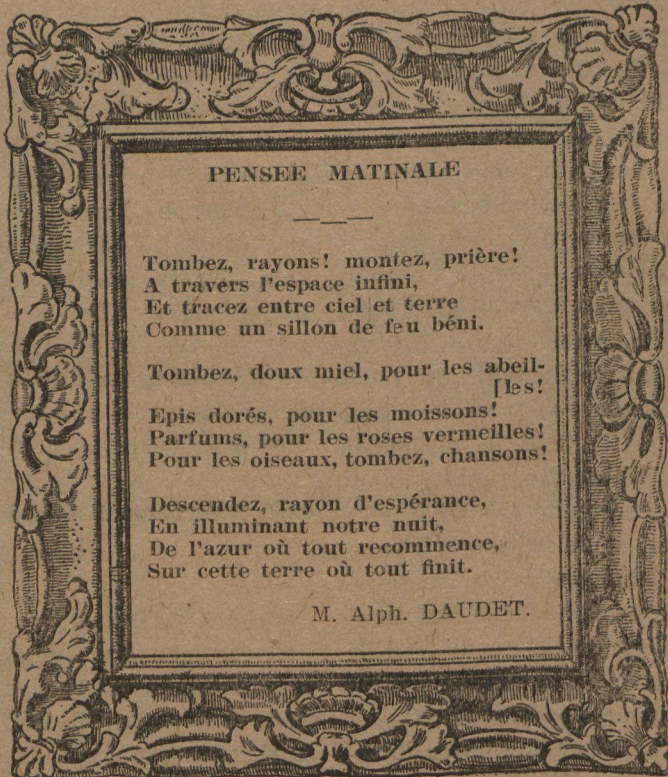 PENSEE MATINALE
Tombez, rayons! montez, prière!
A travers l'espace infini,
Et tracez entre ciel et terre
Comme un sillon de feu béni.
Tombez, doux miel, pour les abeil-
[les!
Epis dorés, pour les moissons!
Parfums, pour les roses vermeilles!
Pour les oiseaux, tombez, chansons!
Descendez, rayon d'espérance,
En illuminant notre nuit,
De l'azur où tout recommence,
Sur cette terre où tout finit.
M. Alph. DAUDET.